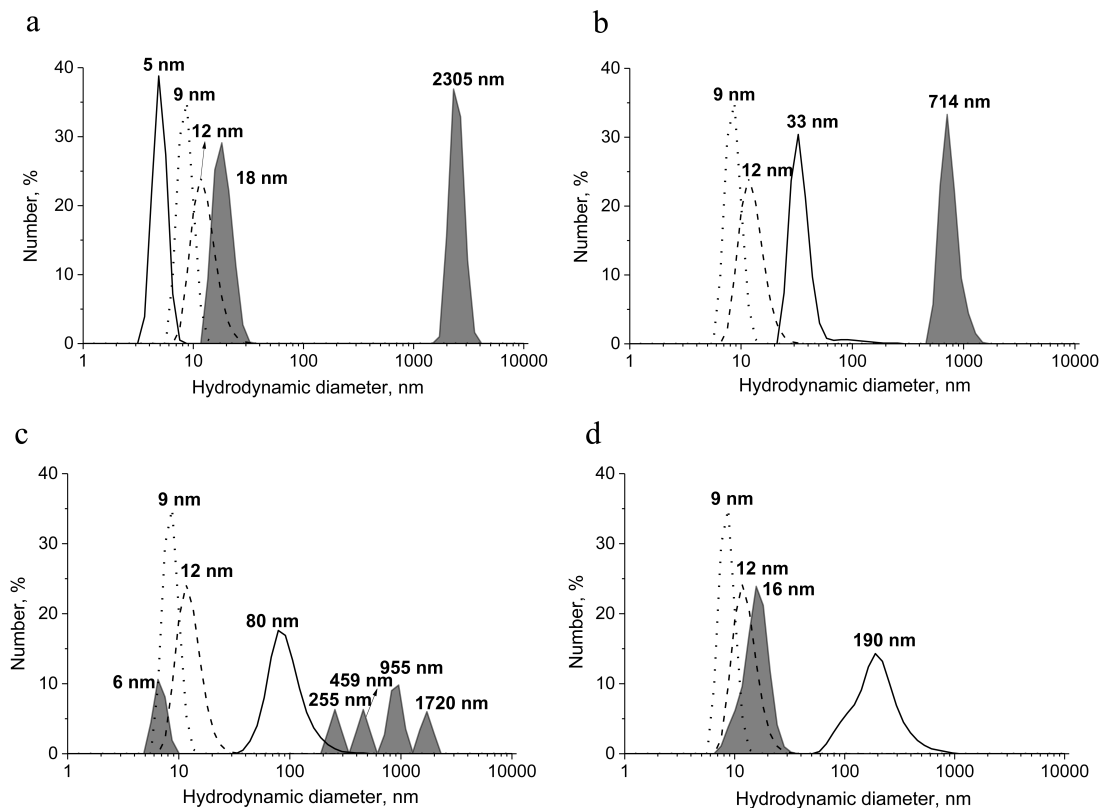 a
5 nm
9 nm
12 nm
18 nm
2305 nm
40
30
20
10
0
Number, %
1 10 100 1000 10000
Hydrodynamic diameter, nm
b
9 nm
12 nm
33 nm
714 nm
40
30
20
10
0
Number, %
1 10 100 1000 10000
Hydrodynamic diameter, nm
c
9 nm
12 nm
6 nm
80 nm
255 nm
459 nm
955 nm
1720 nm
40
30
20
10
0
Number, %
1 10 100 1000 10000
Hydrodynamic diameter, nm
d
9 nm
12 nm
16 nm
190 nm
40
30
20
10
0
Number, %
1 10 100 1000 10000
Hydrodynamic diameter, nm